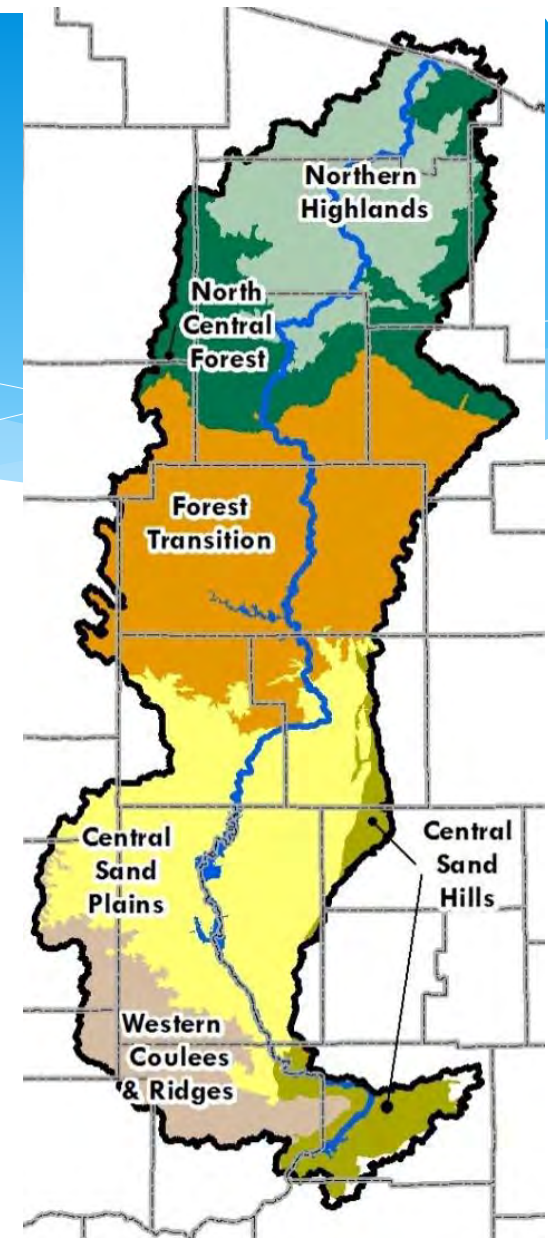 Northern
Highlands
North
Central
Forest
Forest
Transition
Central
Sand
Plains
Central
Sand
Hills
Western
Coulees
& Ridges